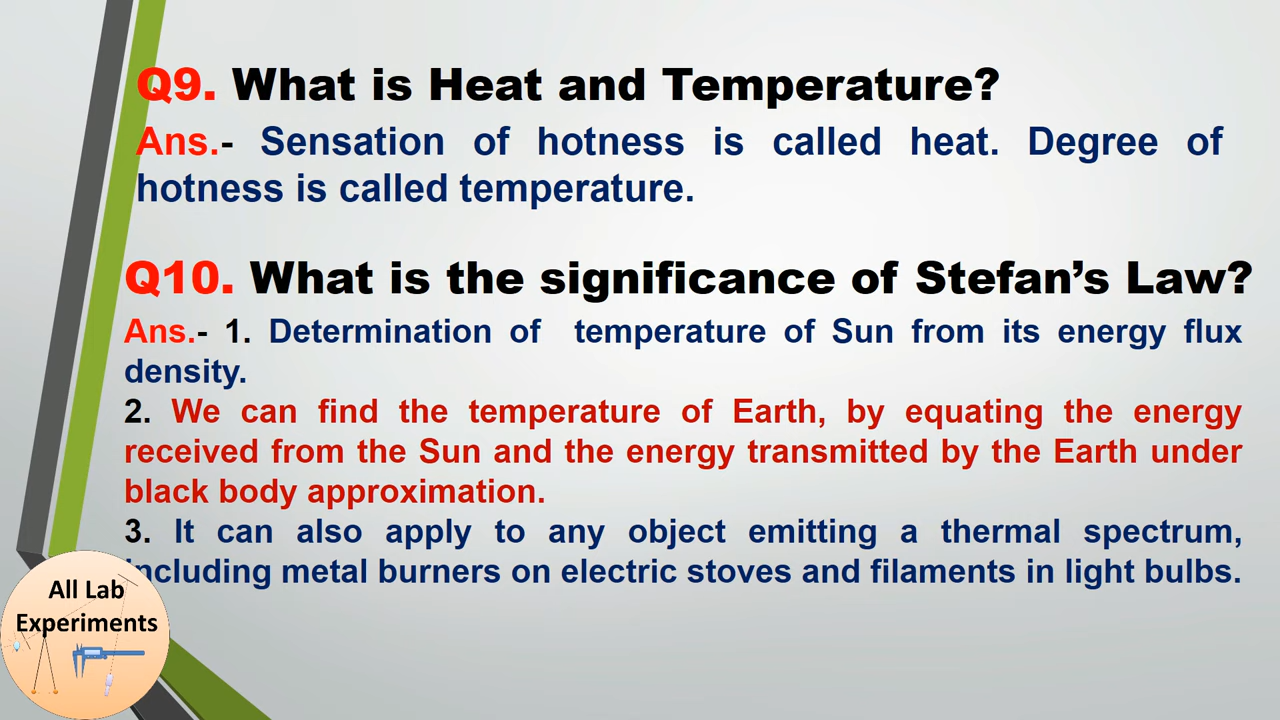 Q9. What is Heat and Temperature?
Ans.- Sensation of hotness is called heat. Degree of
hotness is called temperature.
Q10. What is the significance of Stefan’s Law?
Ans.- 1. Determination of temperature of Sun from its energy flux
density.
2. We can find the temperature of Earth, by equating the energy
received from the Sun and the energy transmitted by the Earth under
black body approximation.
3. It can also apply to any object emitting a thermal spectrum,
including metal burners on electric stoves and filaments in light bulbs.
All Lab
Experiments